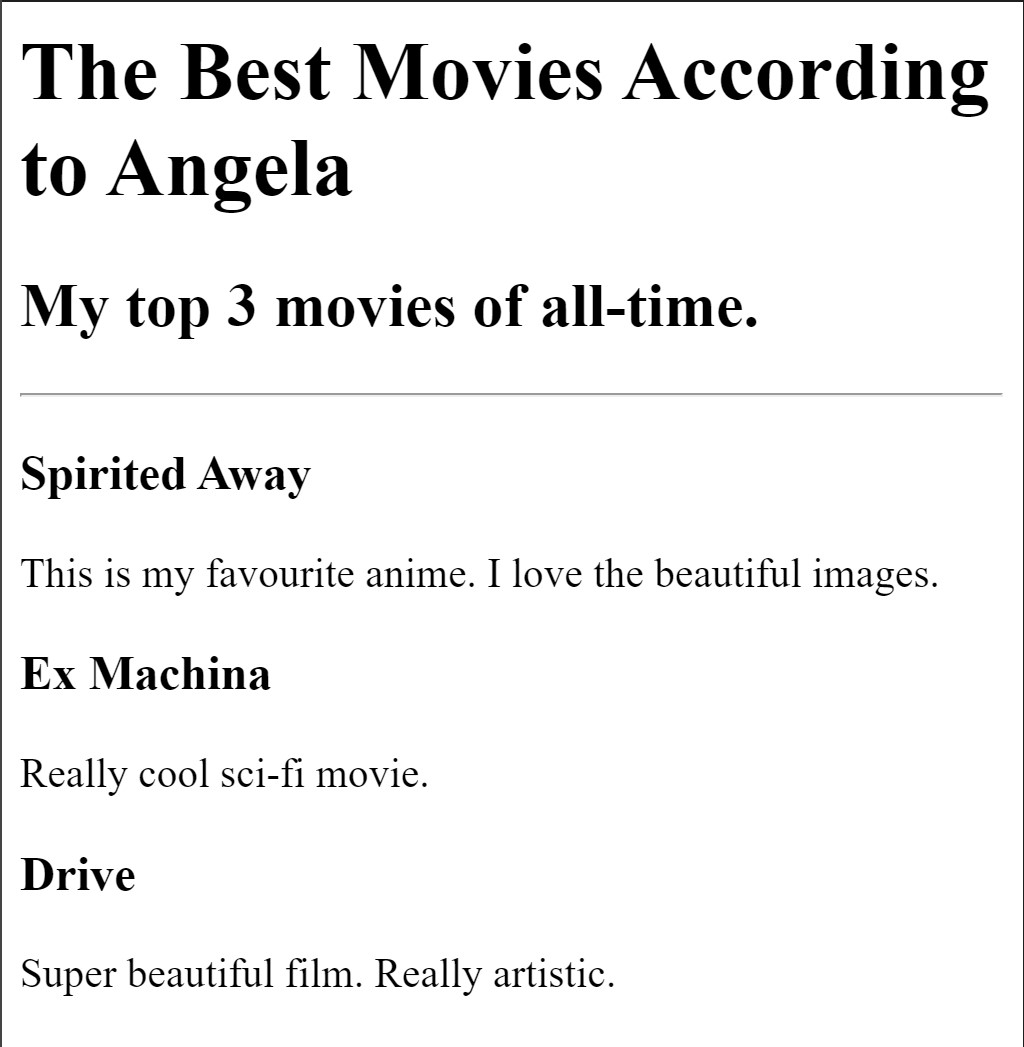 The Best Movies According
to Angela
My top 3 movies of all-time.
Spirited Away
This is my favourite anime. I love the beautiful images.
Ex Machina
Really cool sci-fi movie.
Drive
Super beautiful film. Really artistic.